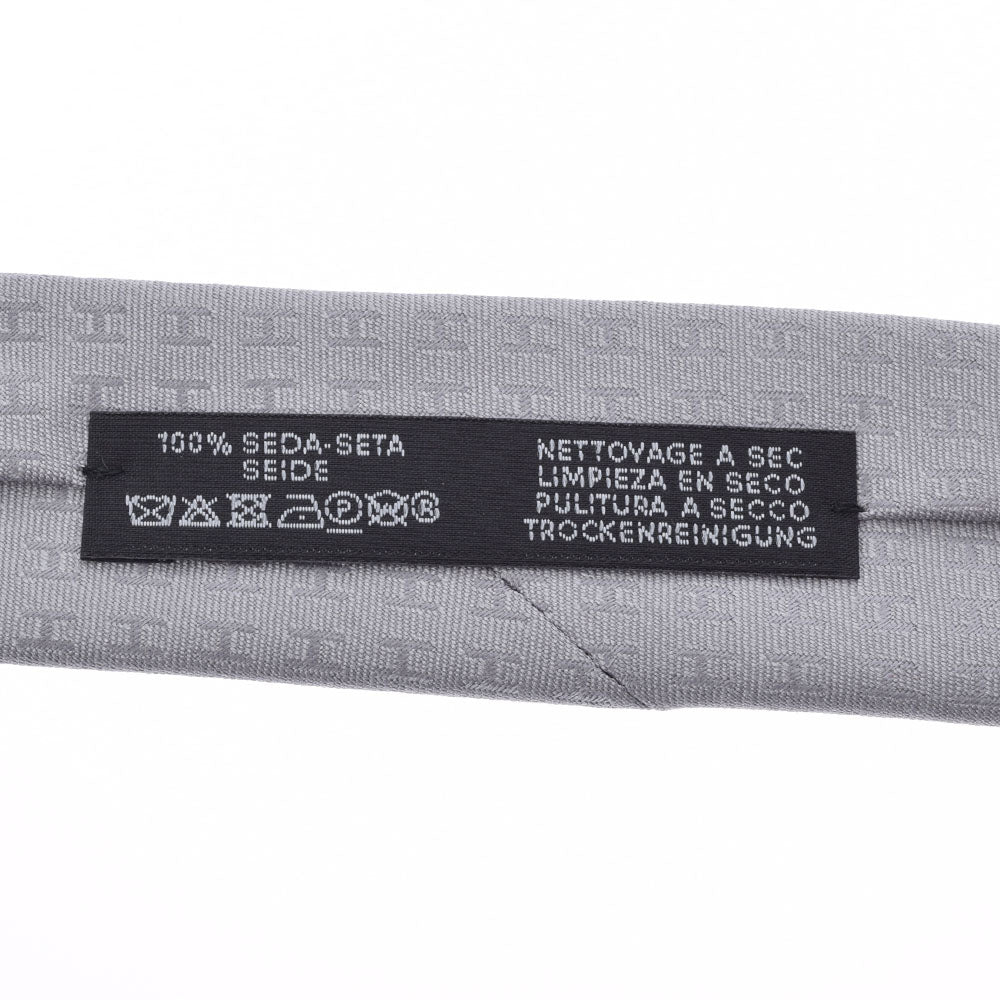 100% SEDA-SETA
SEIDE
P W B
NETTOYAGE A SEC
LIMPIEZA EN SECO
PULITURA A SECCO
TROCKENREINIGUNG